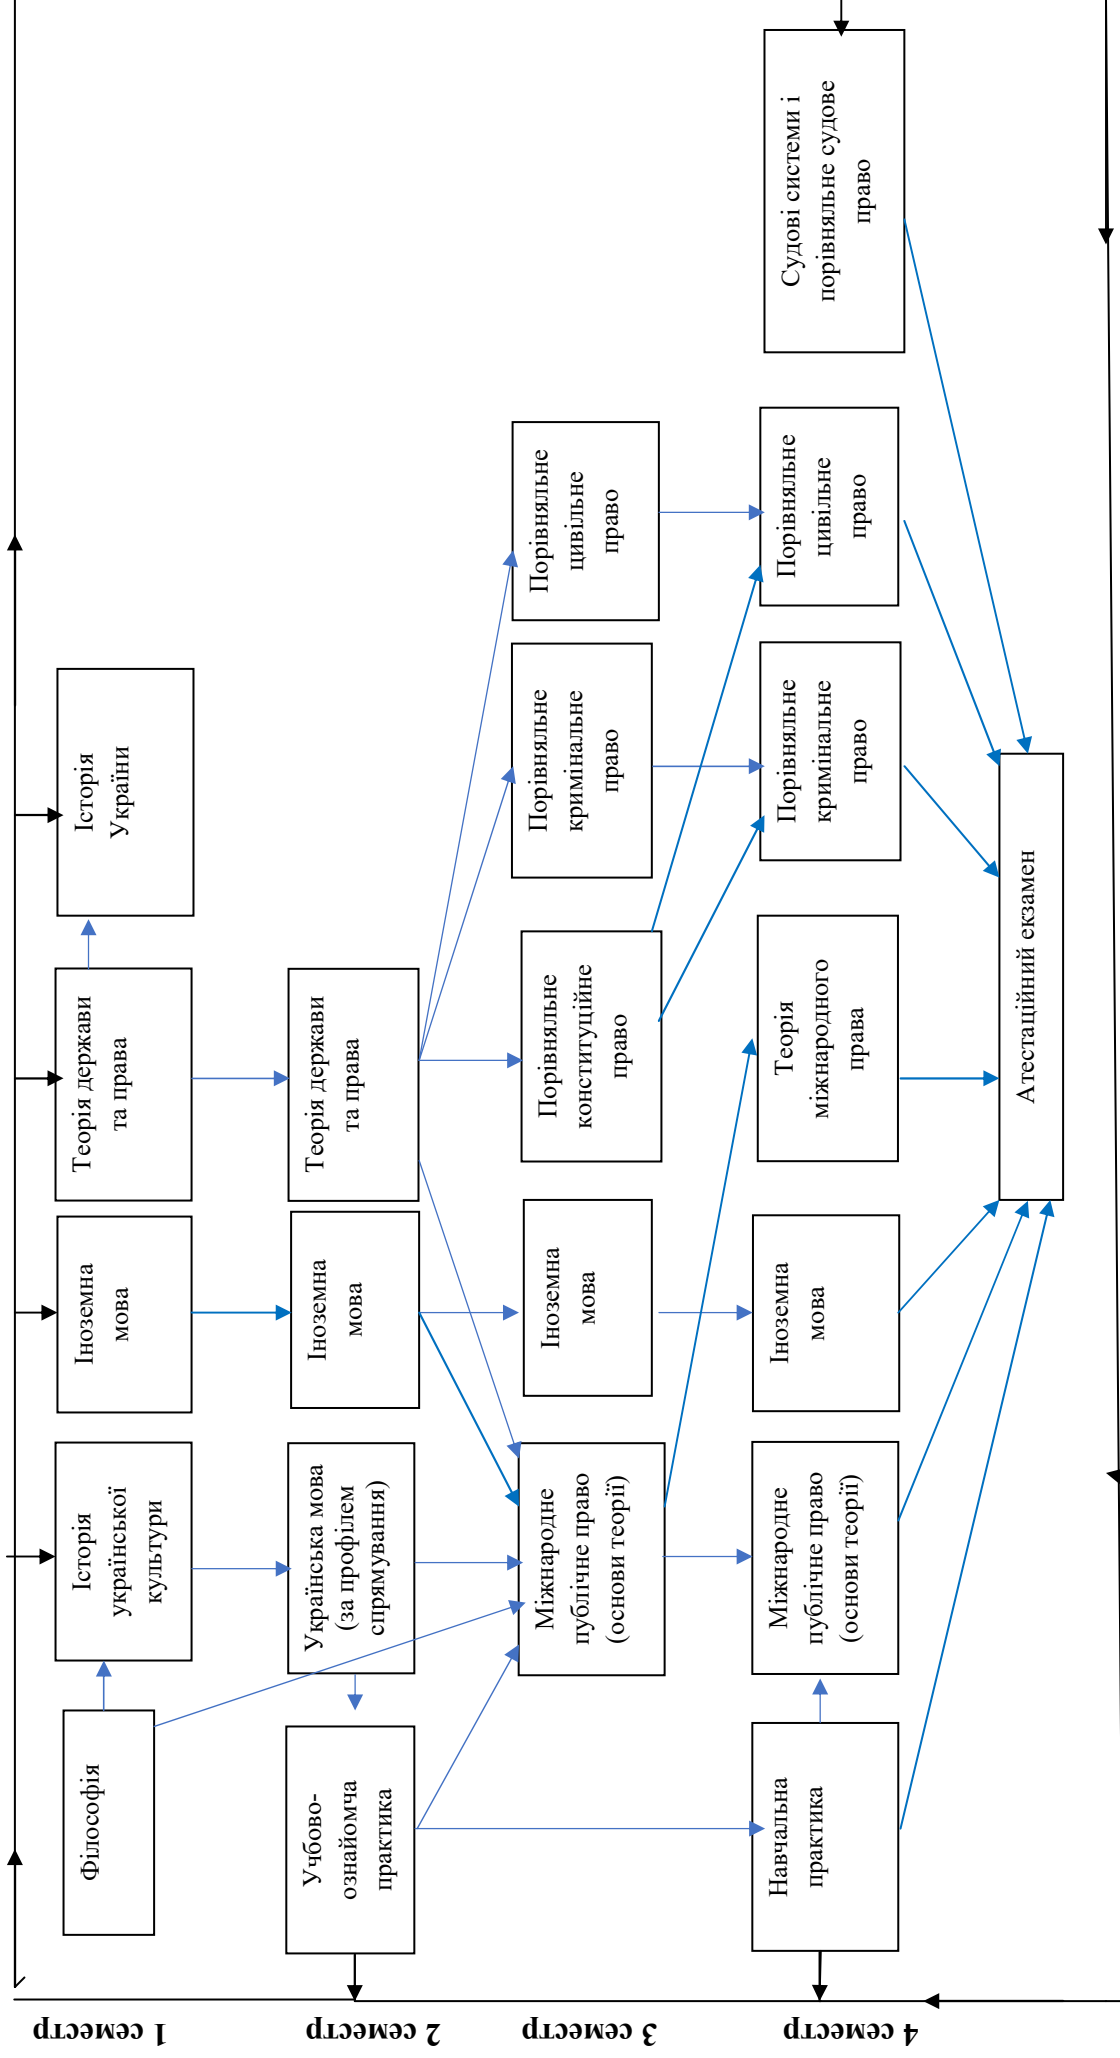 1 семестр
Філософія
Історія
української
культури
Іноземна
мова
Теорія держави
та права
Історія
України
2 семестр
Учбово-
ознайомча
практика
Українська мова
(за профілем
спрямування)
Іноземна
мова
Теорія держави
та права
3 семестр
Міжнародне
публічне право
(основи теорії)
Іноземна
мова
Порівняльне
конституційне
право
Порівняльне
кримінальне
право
Порівняльне
цивільне
право
4 семестр
Навчальна
практика
Міжнародне
публічне право
(основи теорії)
Іноземна
мова
Теорія
міжнародного
права
Порівняльне
кримінальне
право
Порівняльне
цивільне
право
Судові системи і
порівняльне судове
право
Атестаційний екзамен